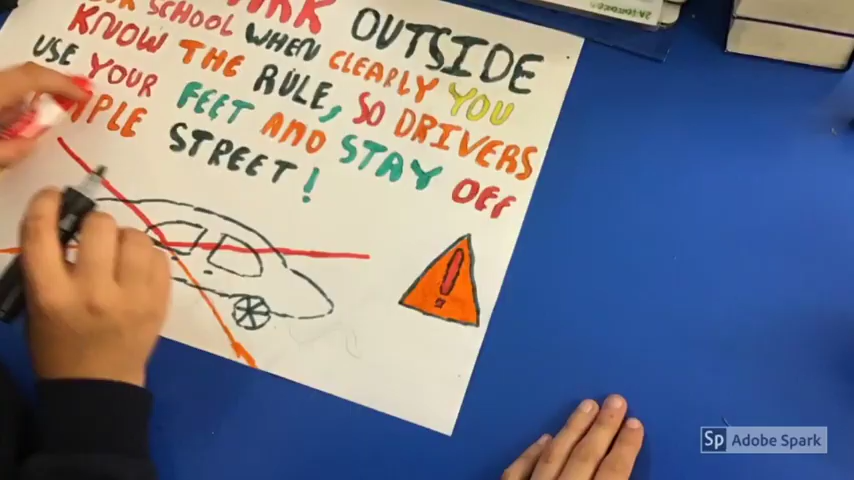 OUTSIDE
SCHOOL WHEN CLEARLY YOU
KNOW THE RULE, SO DRIVERS
USE YOUR FEET AND STAY OFF
STREET!
Sp Adobe Spark